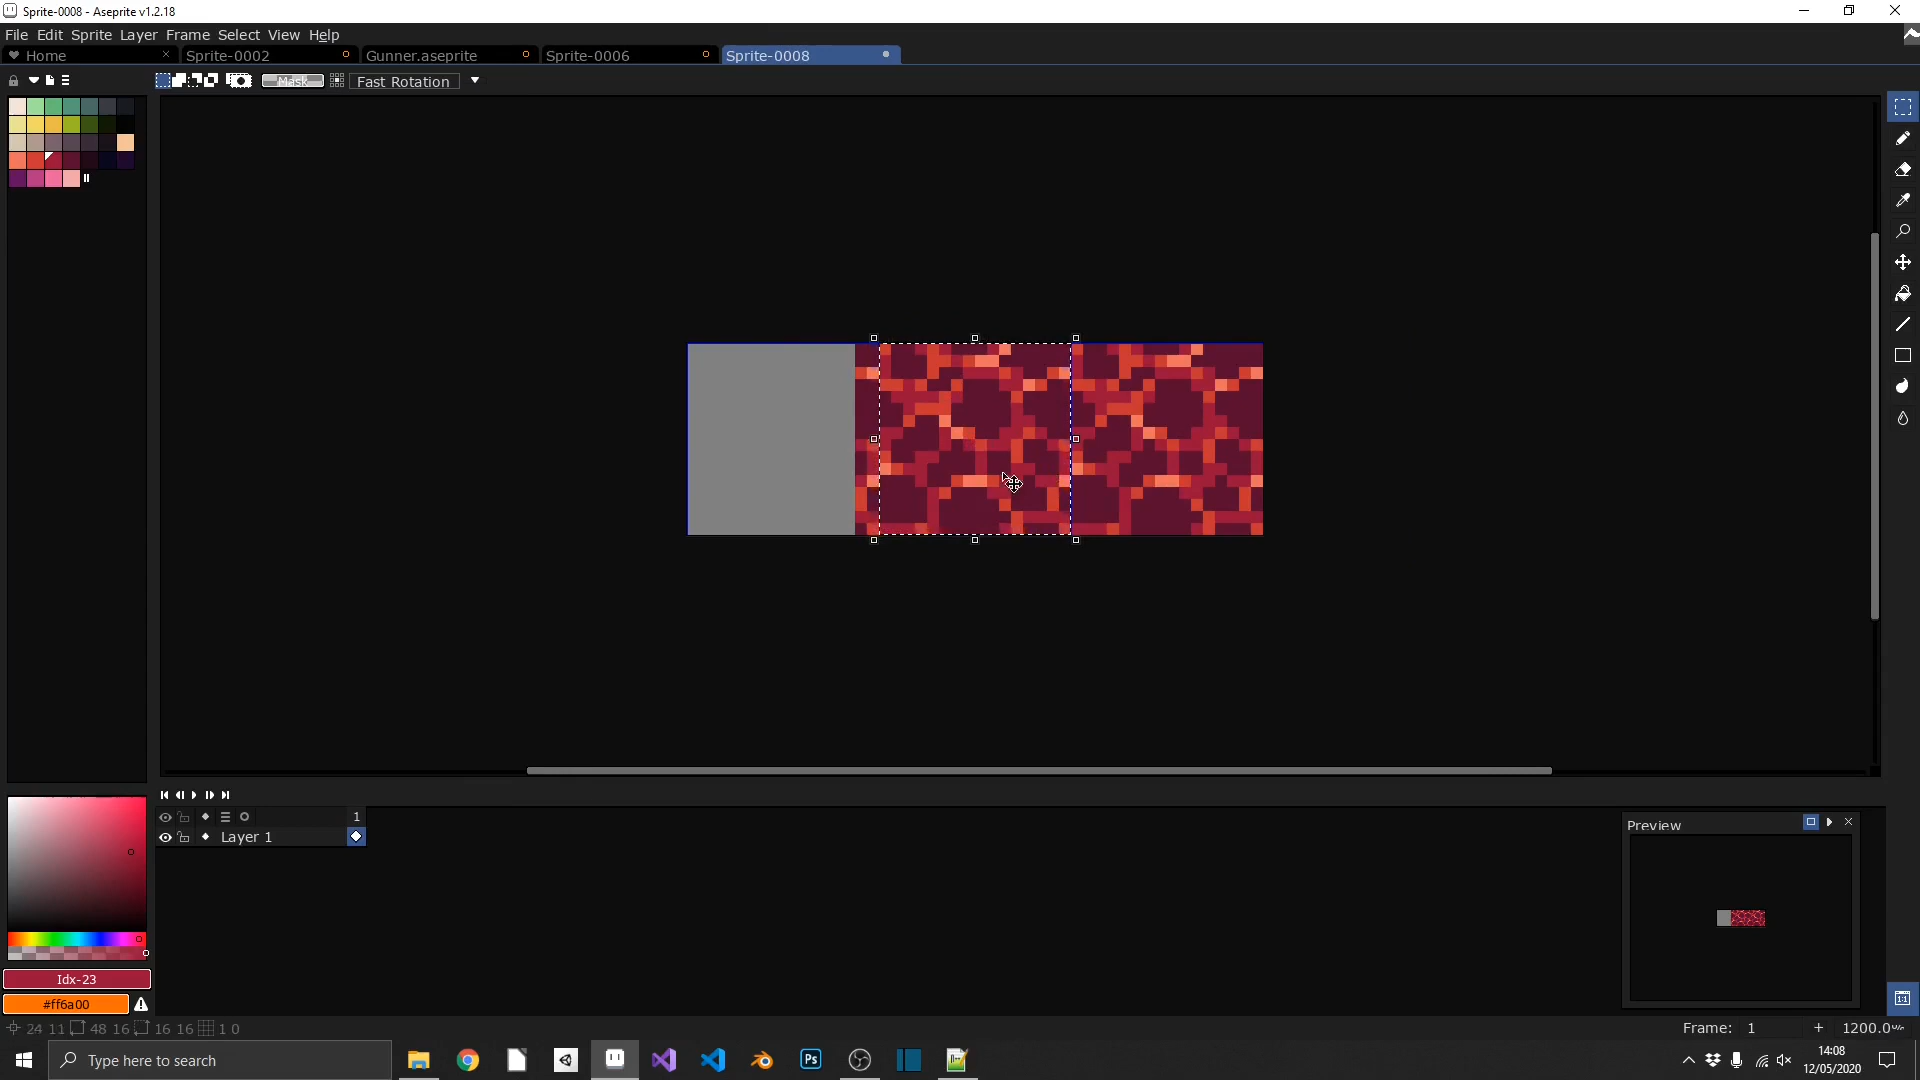 Sprite-0008 - Aseprite v1.2.18
File Edit Sprite Layer Frame Select View Help
Home Sprite-0002 Gunner.aseprite Sprite-0006 Sprite-0008
Mask Fast Rotation
1
Layer 1
Preview
Idx-23
#ff6a00
24 11 48 16 16 16 1 0
Frame: 1 + 1200.0
Type here to search
Ps
14:08
12/05/2020